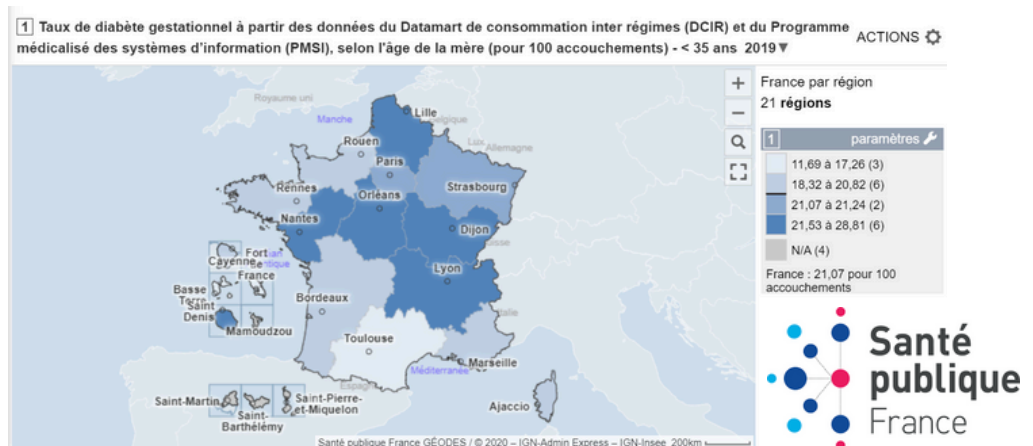 1 Taux de diabète gestationnel à partir des données du Datamart de consommation inter régimes (DCIR) et du Programme
médicalisé des systèmes d'information (PMSI), selon l'âge de la mère (pour 100 accouchements) - < 35 ans 2019▼
ACTIONS
Royaume uni
Manche
Lille
Belgique
Lux.
Allemagne
Rouen
Paris
Strasbourg
Rennes
Orléans
Nantes
Dijon
Suisse
Lyon
Fort
de
France
Cayenne
Basse
Terre
Saint
Denis
Mamoudzou
Bordeaux
Italie
Toulouse
Marseille
Méditerranée
Espagne
Ajaccio
Saint-Martin
Saint-
Barthélémy
Saint-Pierre
et-Miquelon
Santé publique France GÉODES / © 2020 – IGN-Admin Express – IGN-Insee 200km
+
−
France par région
21 régions
1 paramètres
11,69 à 17,26 (3)
18,32 à 20,82 (6)
21,07 à 21,24 (2)
21,53 à 28,81 (6)
N/A (4)
France : 21,07 pour 100
accouchements
Santé
publique
France